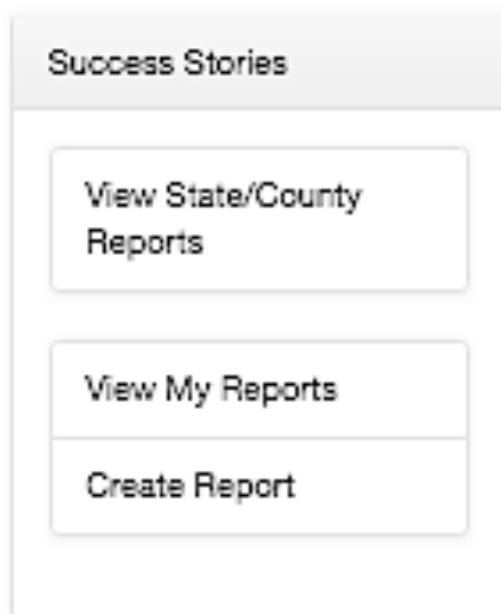 Success Stories
View State/County
Reports
View My Reports
Create Report